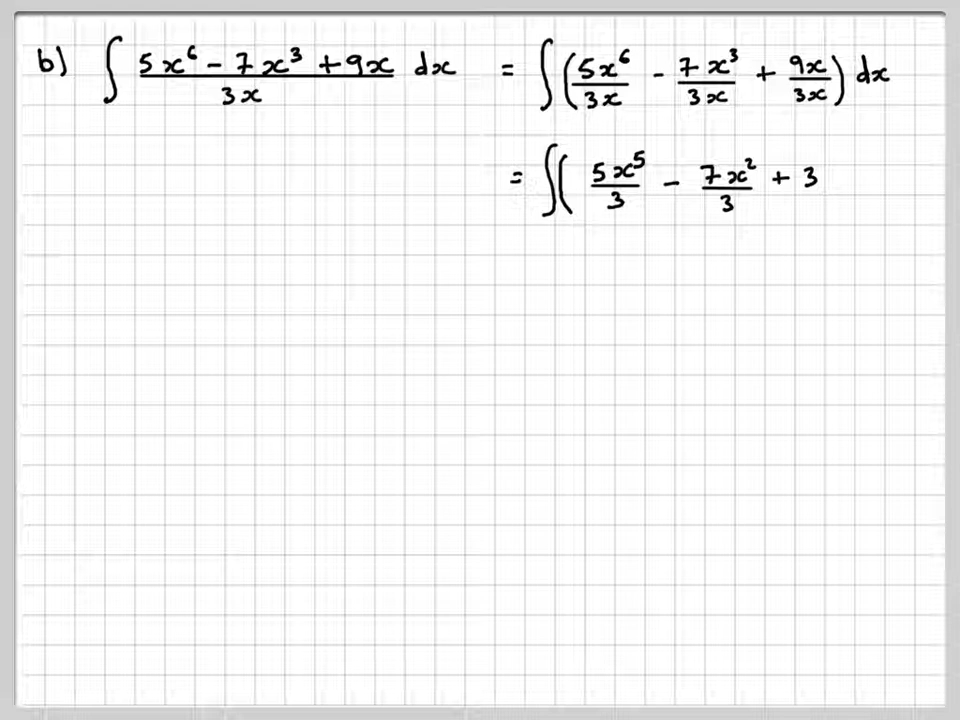 b) ∫ (5x⁶ − 7x³ + 9x)/(3x) dx = ∫ (5x⁶/3x − 7x³/3x + 9x/3x) dx
= ∫ ( 5x⁵/3 − 7x²/3 + 3